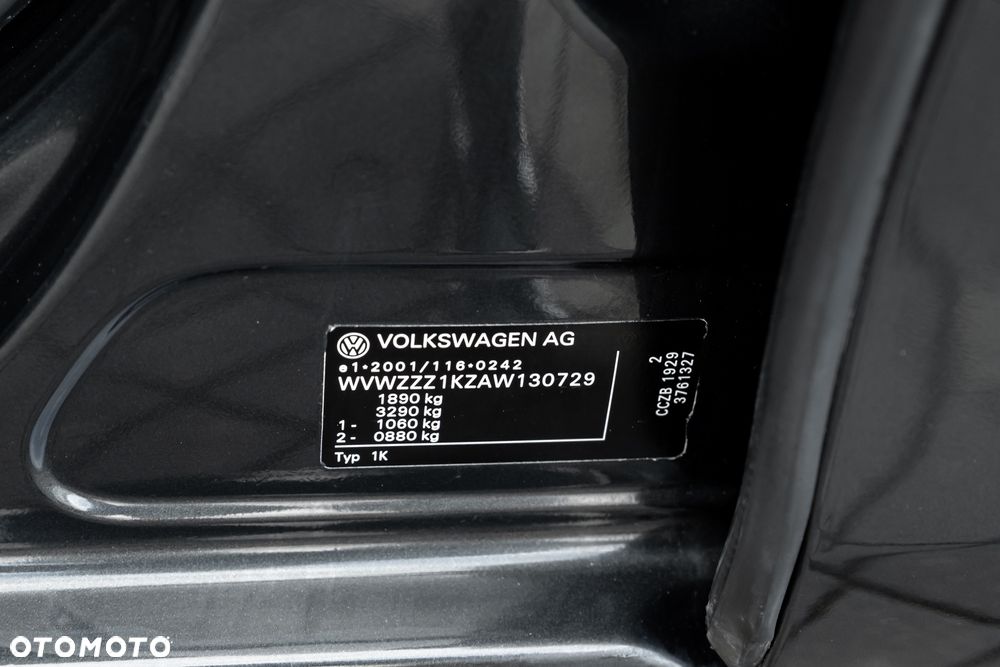 VOLKSWAGEN AG
e1*2001/116*0242
WVWZZZ1KZAW130729
1890 kg
3290 kg
1- 1060 kg
2- 0880 kg
Typ 1K
2
CCZB 1929
3761327
OTOMOTO